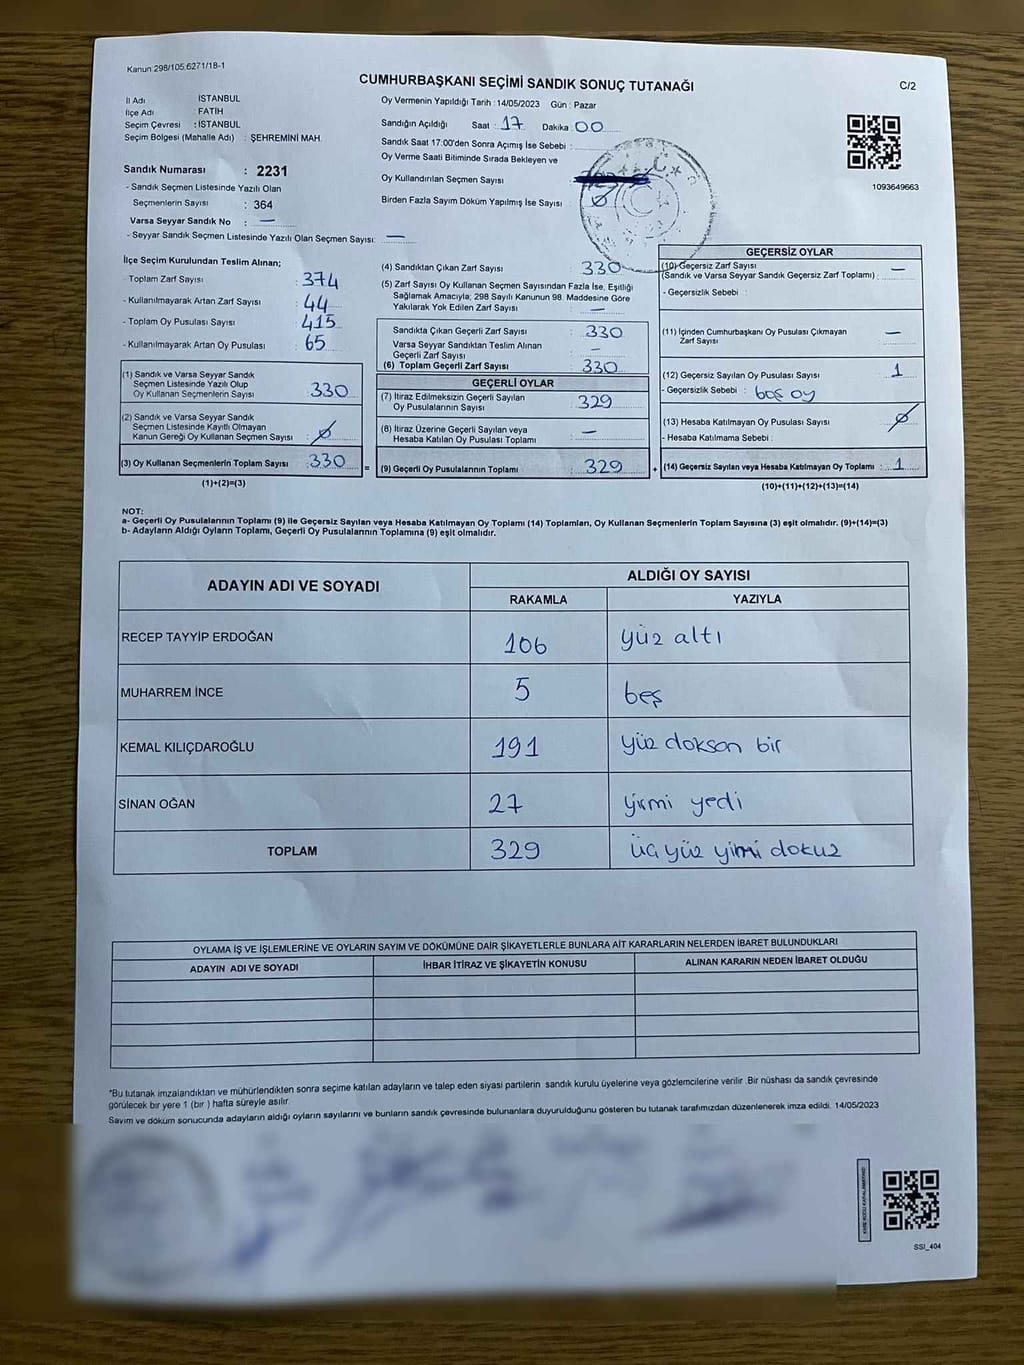 Kanun:298/105,6271/18-1
CUMHURBAŞKANI SEÇİMİ SANDIK SONUÇ TUTANAĞI
C/2
İl Adı : İSTANBUL
İlçe Adı : FATİH
Seçim Çevresi : İSTANBUL
Seçim Bölgesi (Mahalle Adı) : ŞEHREMİNİ MAH.
Oy Vermenin Yapıldığı Tarih :14/05/2023 Gün : Pazar
Sandığın Açıldığı Saat : 17 Dakika : 00
Sandık Saat 17:00'den Sonra Açımış İse Sebebi :
Oy Verme Saati Bitiminde Sırada Bekleyen ve
Oy Kullandırılan Seçmen Sayısı
Birden Fazla Sayım Döküm Yapılmış İse Sayısı : Ø
1093649663
Sandık Numarası : 2231
- Sandık Seçmen Listesinde Yazılı Olan
Seçmenlerin Sayısı : 364
Varsa Seyyar Sandık No : —
- Seyyar Sandık Seçmen Listesinde Yazılı Olan Seçmen Sayısı: —
İlçe Seçim Kurulundan Teslim Alınan;
- Toplam Zarf Sayısı : 374
- Kullanılmayarak Artan Zarf Sayısı : 44
- Toplam Oy Pusulası Sayısı : 415
- Kullanılmayarak Artan Oy Pusulası : 65
(1) Sandık ve Varsa Seyyar Sandık
Seçmen Listesinde Yazılı Olup
Oy Kullanan Seçmenlerin Sayısı : 330
(2) Sandık ve Varsa Seyyar Sandık
Seçmen Listesinde Kayıtlı Olmayan
Kanun Gereği Oy Kullanan Seçmen Sayısı : Ø
(3) Oy Kullanan Seçmenlerin Toplam Sayısı : 330
(1)+(2)=(3)
(4) Sandıktan Çıkan Zarf Sayısı : 330
(5) Zarf Sayısı Oy Kullanan Seçmen Sayısından Fazla İse, Eşitliği
Sağlamak Amacıyla; 298 Sayılı Kanunun 98. Maddesine Göre
Yakılarak Yok Edilen Zarf Sayısı : —
Sandıkta Çıkan Geçerli Zarf Sayısı : 330
Varsa Seyyar Sandıktan Teslim Alınan
Geçerli Zarf Sayısı : —
(6) Toplam Geçerli Zarf Sayısı : 330
GEÇERLİ OYLAR
(7) İtiraz Edilmeksizin Geçerli Sayılan
Oy Pusulalarının Sayısı : 329
(8) İtiraz Üzerine Geçerli Sayılan veya
Hesaba Katılan Oy Pusulası Toplamı : —
= (9) Geçerli Oy Pusulalarının Toplamı : 329
GEÇERSİZ OYLAR
(10) Geçersiz Zarf Sayısı
(Sandık ve Varsa Seyyar Sandık Geçersiz Zarf Toplamı) : —
- Geçersizlik Sebebi :
(11) İçinden Cumhurbaşkanı Oy Pusulası Çıkmayan
Zarf Sayısı : —
(12) Geçersiz Sayılan Oy Pusulası Sayısı : 1
- Geçersizlik Sebebi : boş oy
(13) Hesaba Katılmayan Oy Pusulası Sayısı : Ø
- Hesaba Katılmama Sebebi :
+ (14) Geçersiz Sayılan veya Hesaba Katılmayan Oy Toplamı : 1
(10)+(11)+(12)+(13)=(14)
NOT:
a- Geçerli Oy Pusulalarının Toplamı (9) ile Geçersiz Sayılan veya Hesaba Katılmayan Oy Toplamı (14) Toplamları, Oy Kullanan Seçmenlerin Toplam Sayısına (3) eşit olmalıdır. (9)+(14)=(3)
b- Adayların Aldığı Oyların Toplamı, Geçerli Oy Pusulalarının Toplamına (9) eşit olmalıdır.
ADAYIN ADI VE SOYADI
ALDIĞI OY SAYISI
RAKAMLA YAZIYLA
RECEP TAYYİP ERDOĞAN 106 yüz altı
MUHARREM İNCE 5 beş
KEMAL KILIÇDAROĞLU 191 yüz doksan bir
SİNAN OĞAN 27 yirmi yedi
TOPLAM 329 üç yüz yirmi dokuz
OYLAMA İŞ VE İŞLEMLERİNE VE OYLARIN SAYIM VE DÖKÜMÜNE DAİR ŞİKAYETLERLE BUNLARA AİT KARARLARIN NELERDEN İBARET BULUNDUKLARI
ADAYIN ADI VE SOYADI İHBAR İTİRAZ VE ŞİKAYETİN KONUSU ALINAN KARARIN NEDEN İBARET OLDUĞU
*Bu tutanak imzalandıktan ve mühürlendikten sonra seçime katılan adayların ve talep eden siyasi partilerin sandık kurulu üyelerine veya gözlemcilerine verilir .Bir nüshası da sandık çevresinde
görülecek bir yere 1 (bir ) hafta süreyle asılır.
Sayım ve döküm sonucunda adayların aldığı oyların sayılarını ve bunların sandık çevresinde bulunanlara duyurulduğunu gösteren bu tutanak tarafımızdan düzenlenerek imza edildi. 14/05/2023
SSI_404